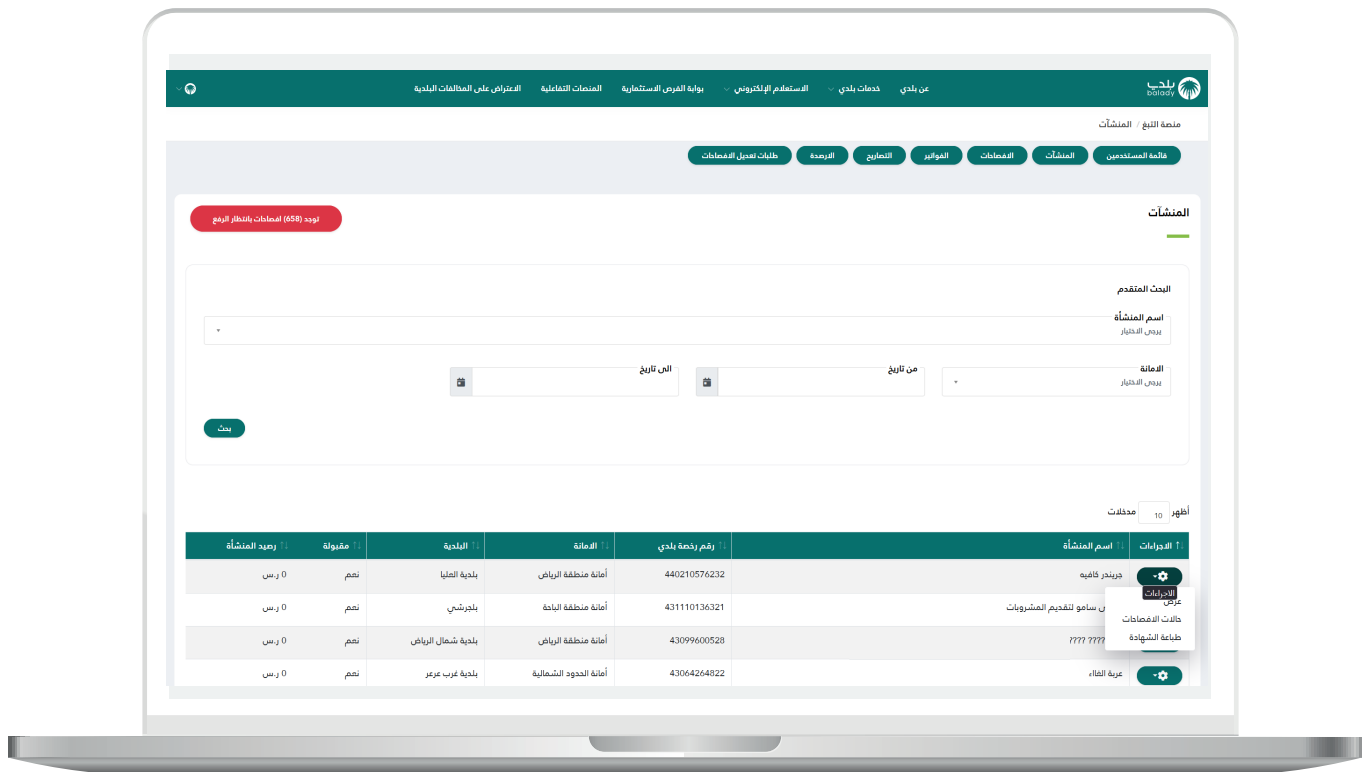 بلدي
balady
عن بلدي خدمات بلدي الاستعلام الإلكتروني بوابة الفرص الاستثمارية المنصات التفاعلية الاعتراض على المخالفات البلدية
منصة التبغ / المنشآت
قائمة المستخدمين المنشآت الافصاحات الفواتير التصاريح الارصدة طلبات تعديل الافصاحات
المنشآت
توجد (658) افصاحات بانتظار الرفع
البحث المتقدم
اسم المنشأة
يرجى الاختيار
الامانة من تاريخ الى تاريخ
يرجى الاختيار
بحث
أظهر 10 مدخلات
الاجراءات اسم المنشأة رقم رخصة بلدي الامانة البلدية مقبولة رصيد المنشأة
جريندر كافيه 440210576232 أمانة منطقة الرياض بلدية العليا نعم 0 ر.س
الاجراءات
عرض
حالات الافصاحات
طباعة الشهادة
سامو لتقديم المشروبات 431110136321 أمانة منطقة الباحة بلجرشي نعم 0 ر.س
???? ???? 43099600528 أمانة منطقة الرياض بلدية شمال الرياض نعم 0 ر.س
عربة الغااء 43064264822 أمانة الحدود الشمالية بلدية غرب عرعر نعم 0 ر.س